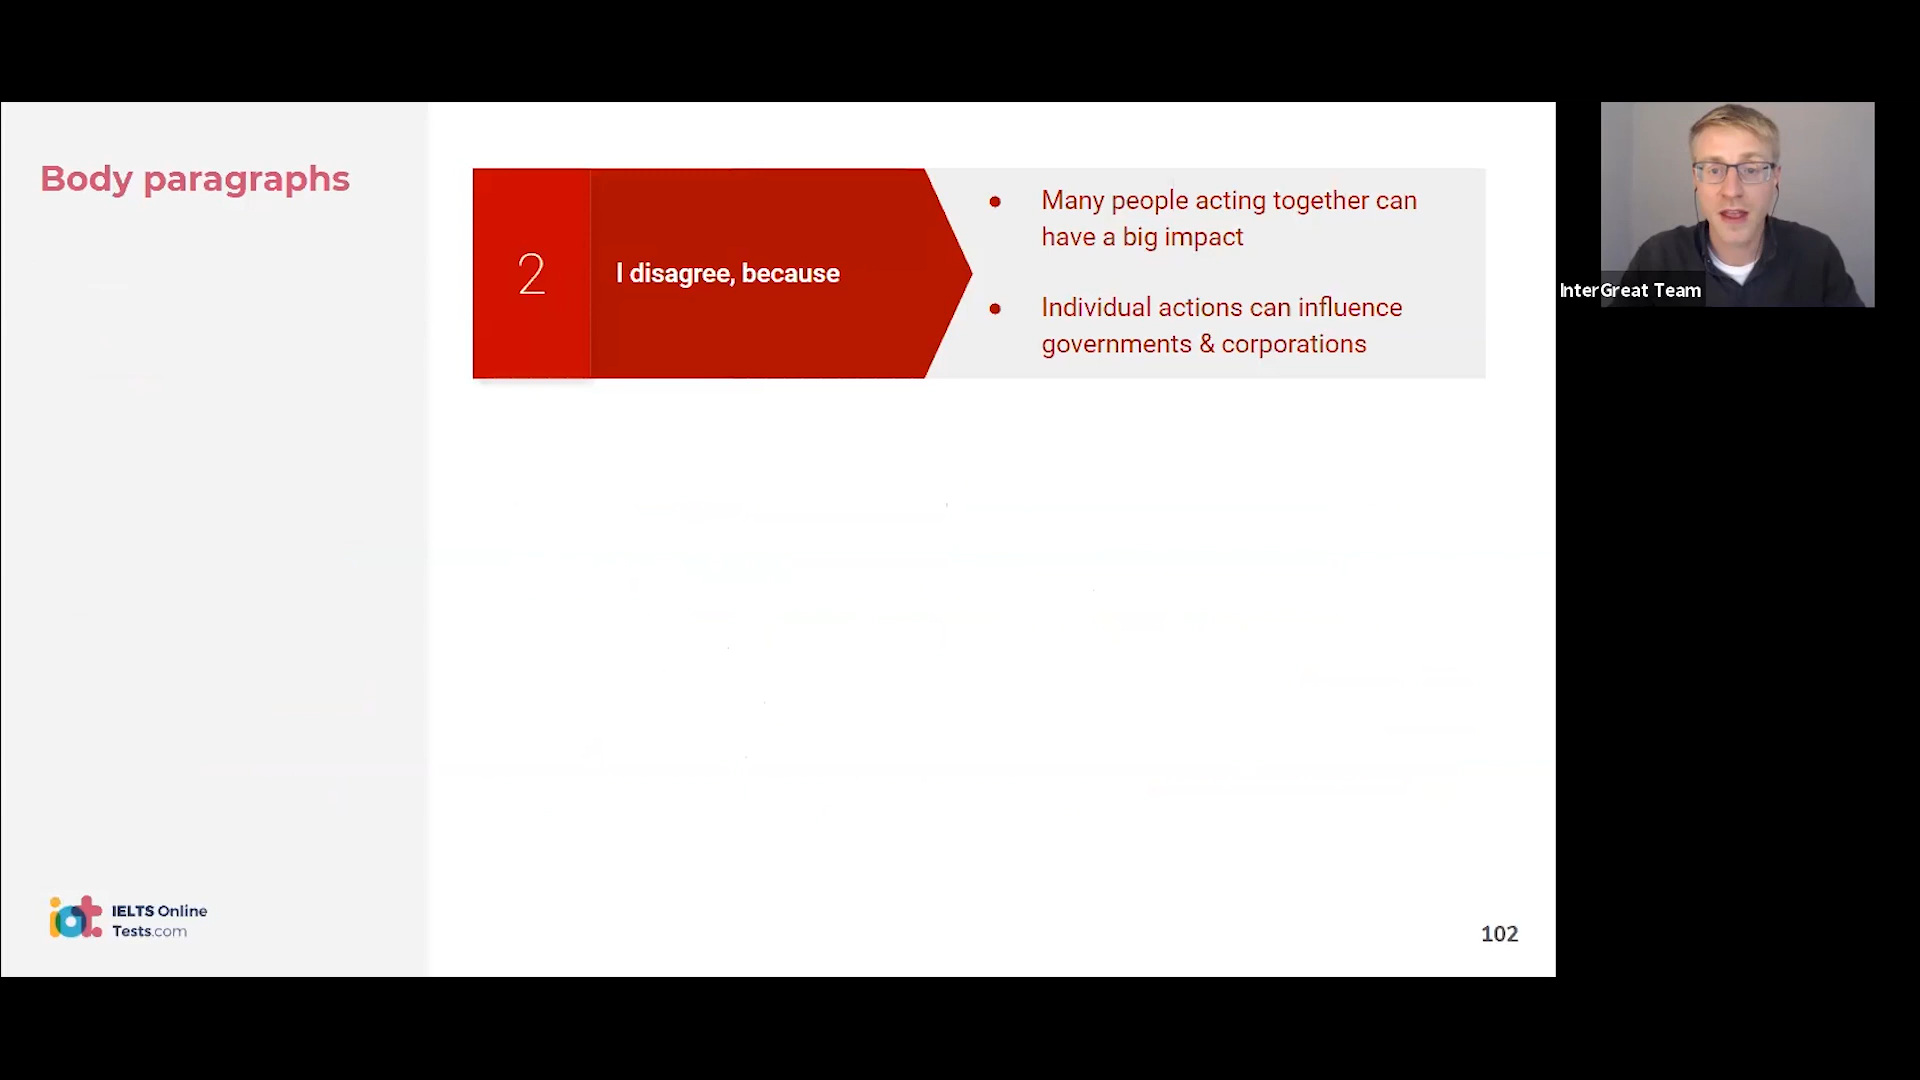 Body paragraphs
2
I disagree, because
• Many people acting together can
have a big impact
• Individual actions can influence
governments & corporations
InterGreat Team
iot IELTS Online
Tests.com
102